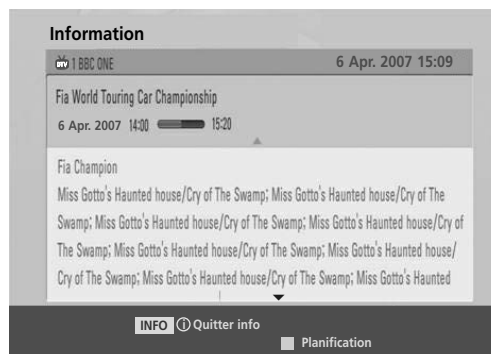 Information
DTV 1 BBC ONE 6 Apr. 2007 15:09
Fia World Touring Car Championship
6 Apr. 2007 14:00 15:20
Fia Champion
Miss Gotto's Haunted house/Cry of The Swamp; Miss Gotto's Haunted house/Cry of The
Swamp; Miss Gotto's Haunted house/Cry of The Swamp; Miss Gotto's Haunted house/Cry of
The Swamp; Miss Gotto's Haunted house/Cry of The Swamp; Miss Gotto's Haunted house/
Cry of The Swamp; Miss Gotto's Haunted house/Cry of The Swamp; Miss Gotto's Haunted
INFO i Quitter info
Planification